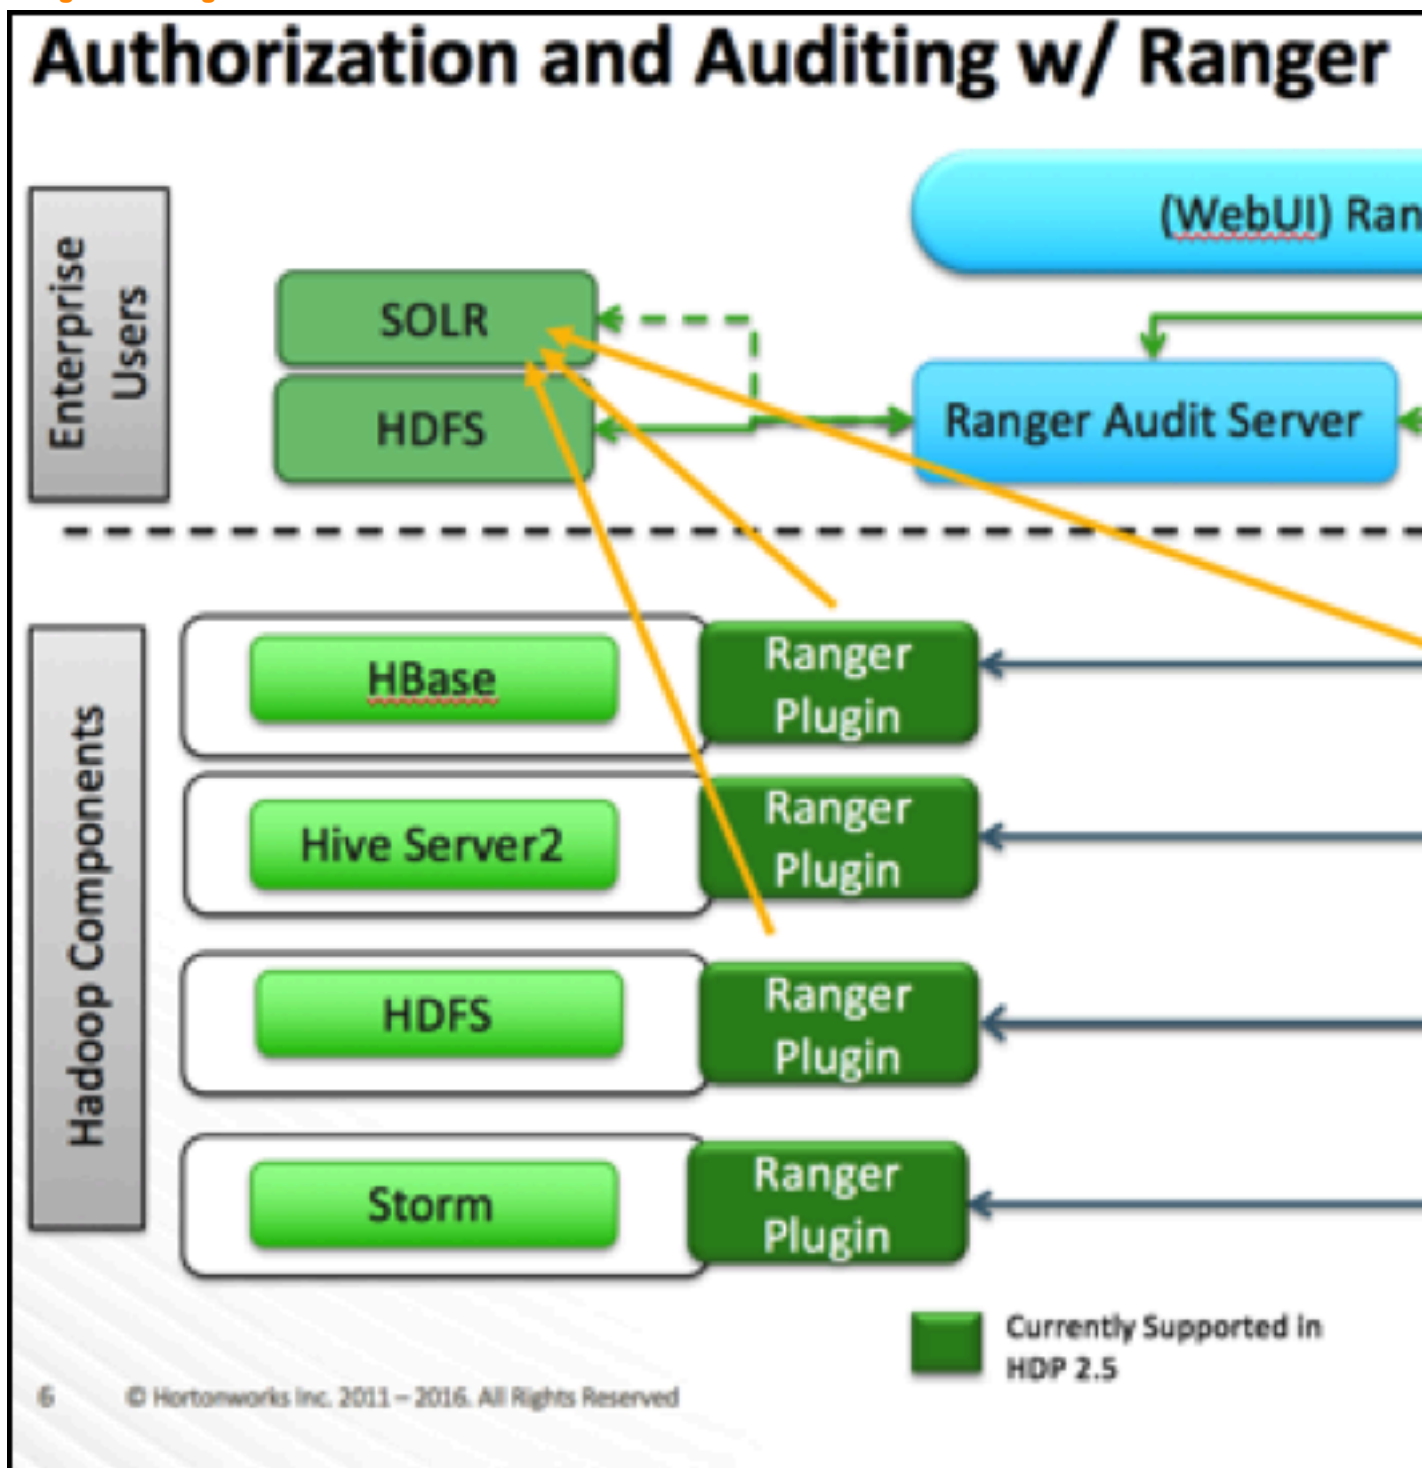 Authorization and Auditing w/ Ranger
(WebUI) Ran
Enterprise
Users
SOLR
HDFS
Ranger Audit Server
Hadoop Components
HBase
Ranger
Plugin
Hive Server2
Ranger
Plugin
HDFS
Ranger
Plugin
Storm
Ranger
Plugin
Currently Supported in
HDP 2.5
6
© Hortonworks Inc. 2011 – 2016. All Rights Reserved